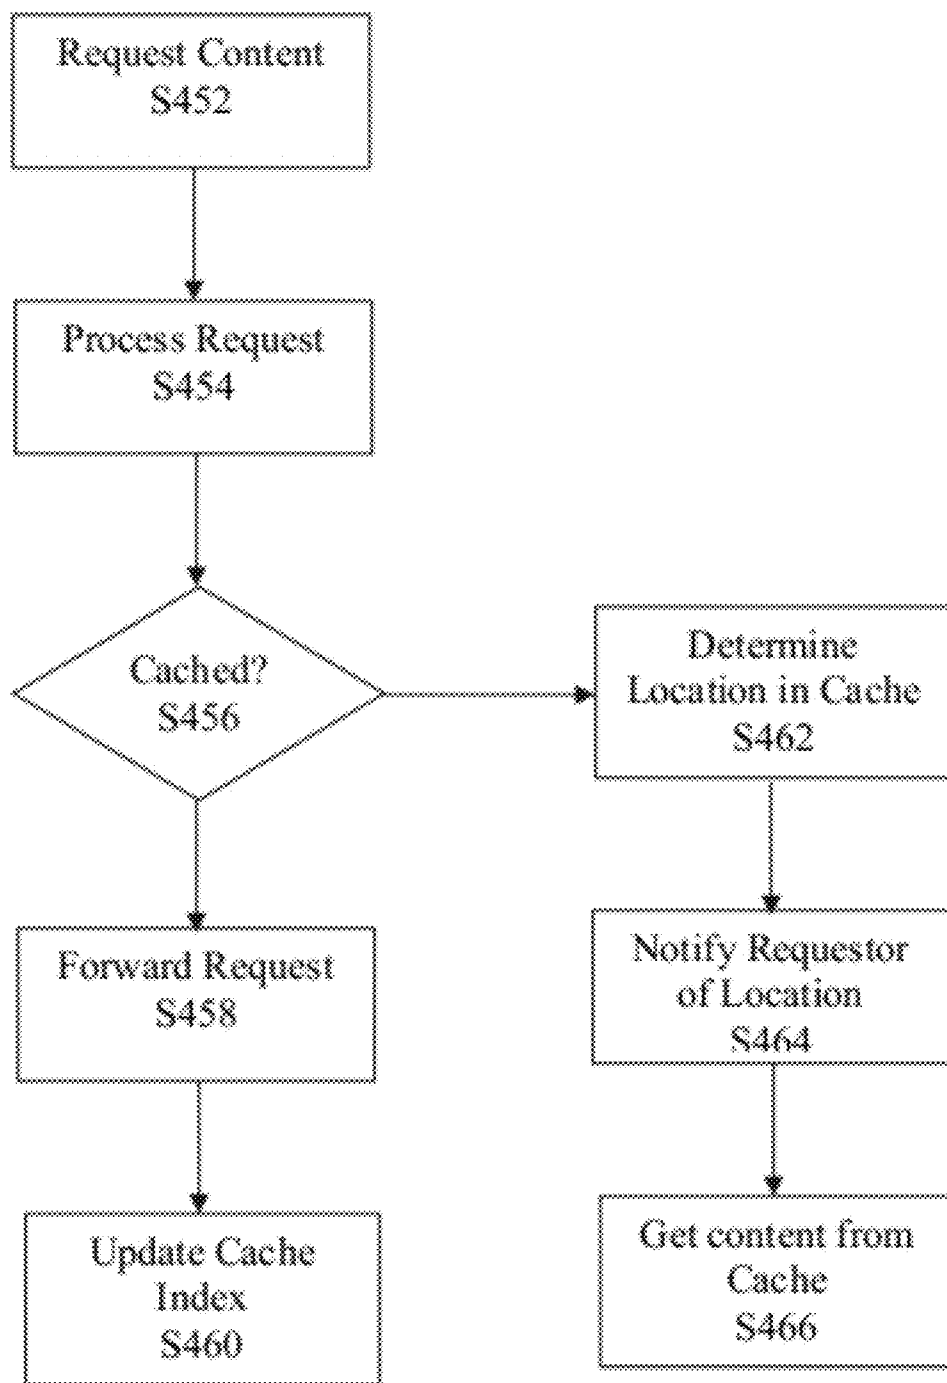 Request Content
S452
Process Request
S454
Cached?
S456
Determine
Location in Cache
S462
Forward Request
S458
Notify Requestor
of Location
S464
Update Cache
Index
S460
Get content from
Cache
S466